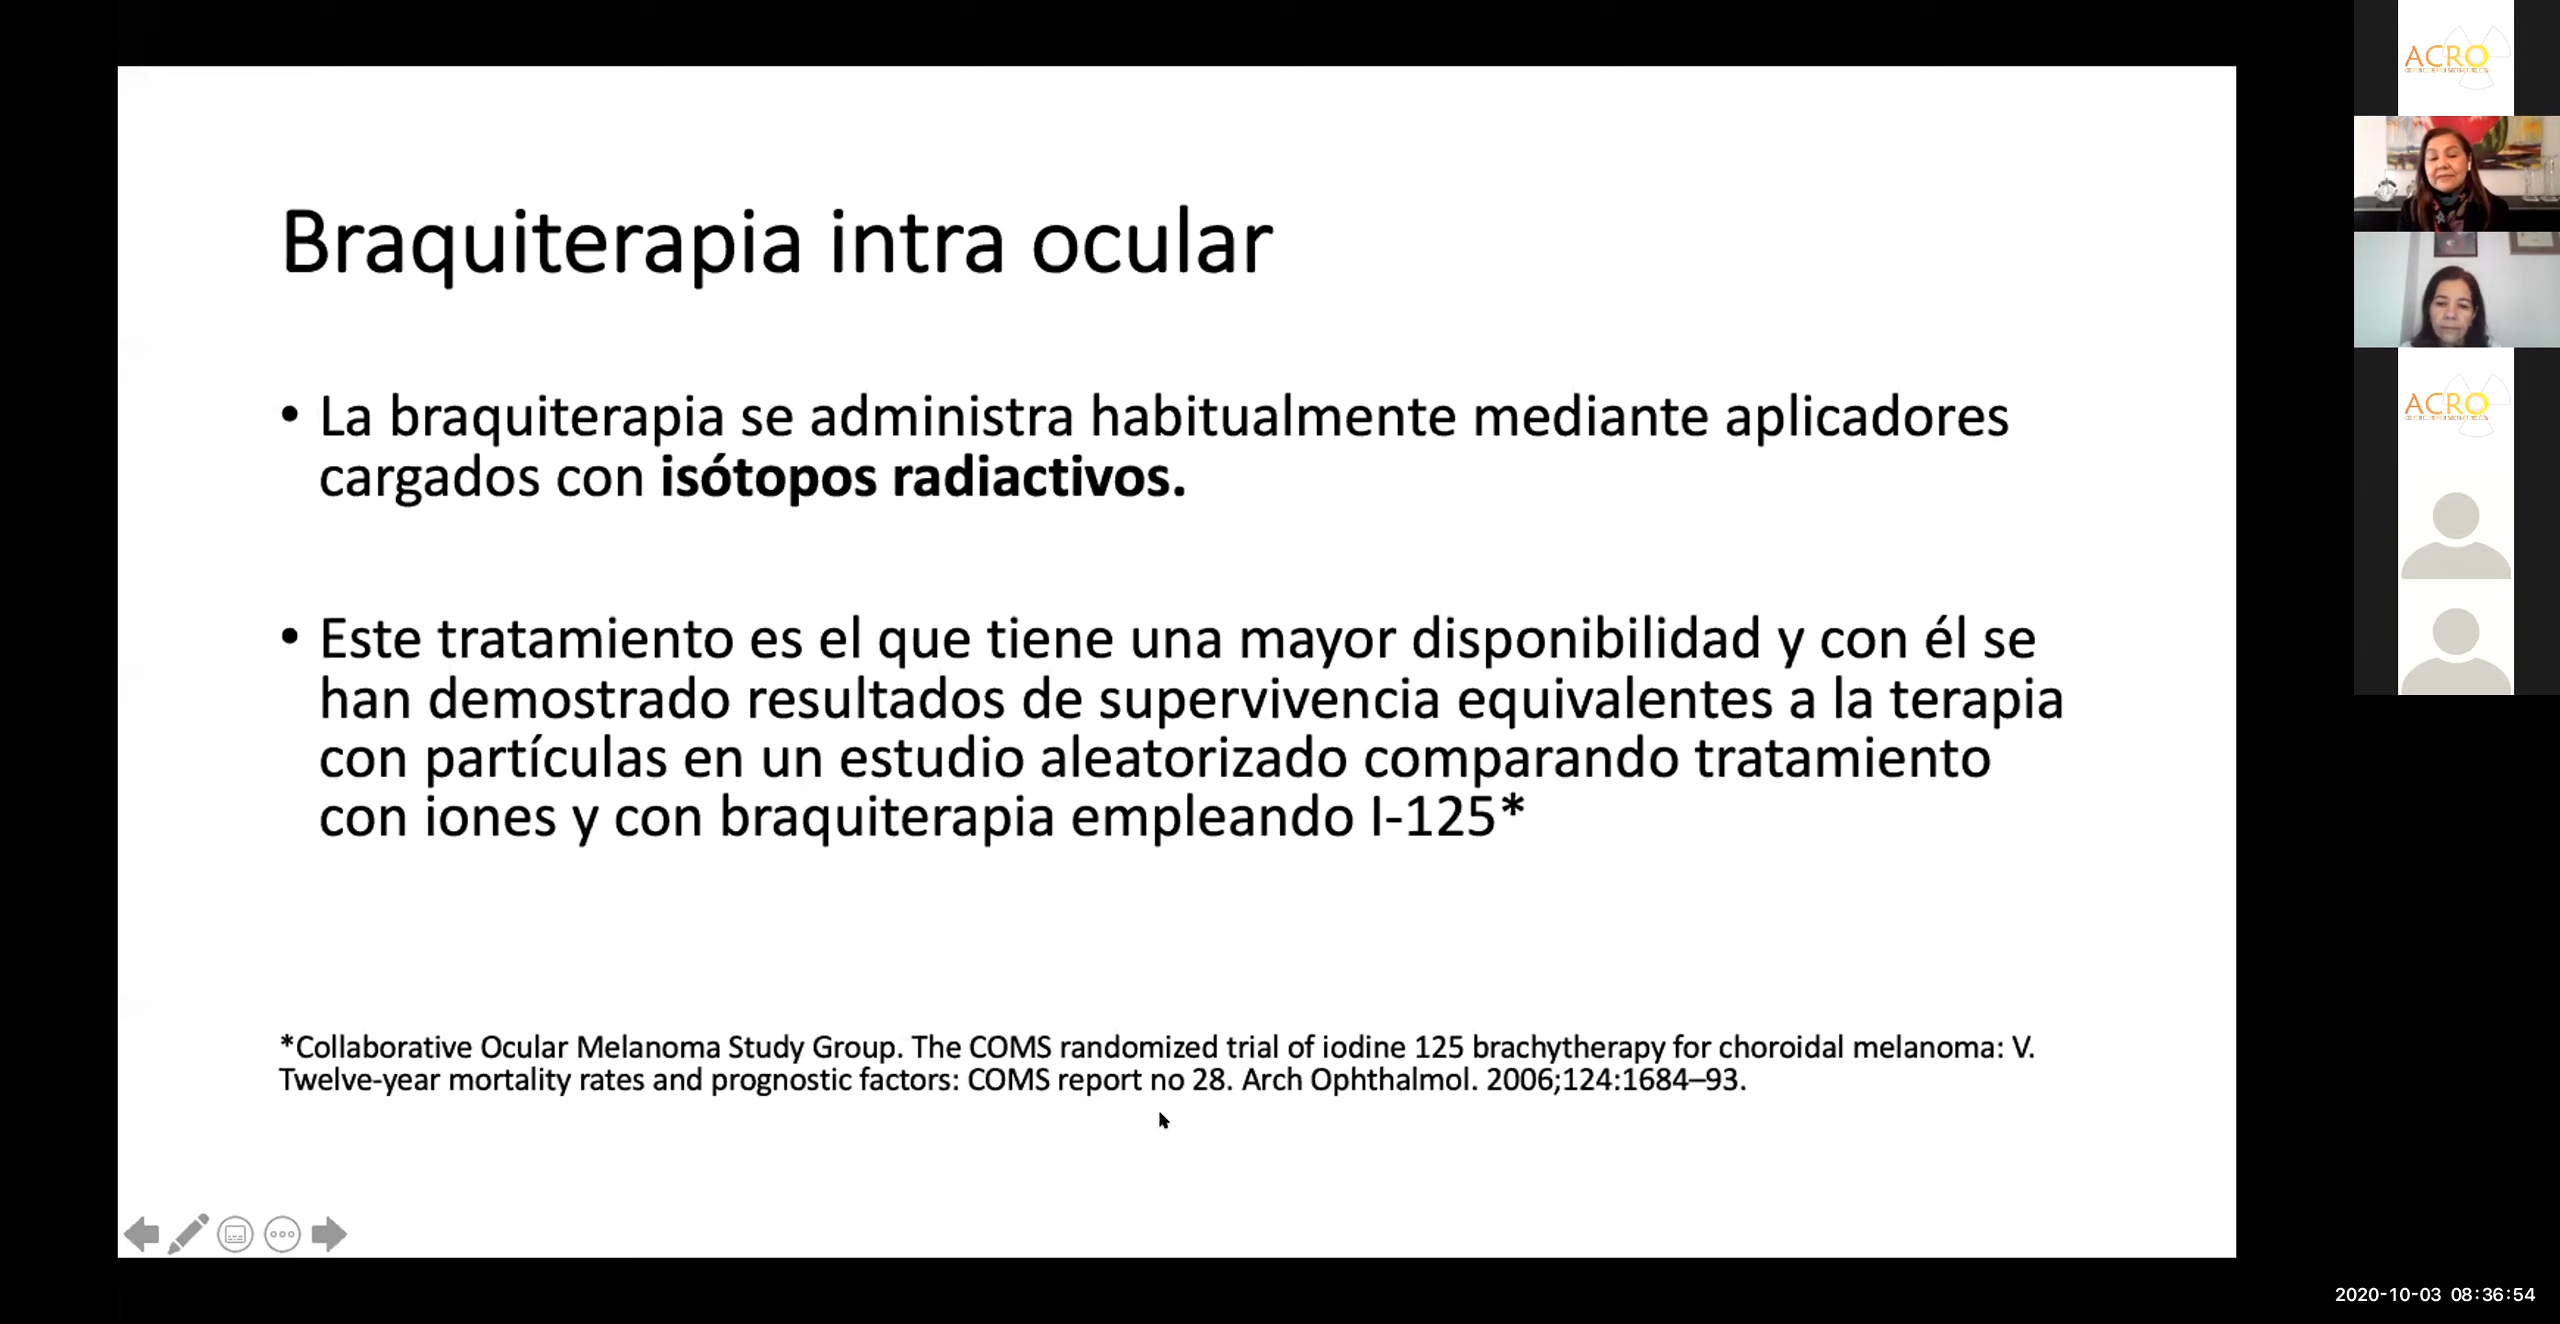 Braquiterapia intra ocular
• La braquiterapia se administra habitualmente mediante aplicadores
cargados con isótopos radiactivos.
• Este tratamiento es el que tiene una mayor disponibilidad y con él se
han demostrado resultados de supervivencia equivalentes a la terapia
con partículas en un estudio aleatorizado comparando tratamiento
con iones y con braquiterapia empleando I-125*
*Collaborative Ocular Melanoma Study Group. The COMS randomized trial of iodine 125 brachytherapy for choroidal melanoma: V.
Twelve-year mortality rates and prognostic factors: COMS report no 28. Arch Ophthalmol. 2006;124:1684–93.
ACRO
ACRO
2020-10-03 08:36:54